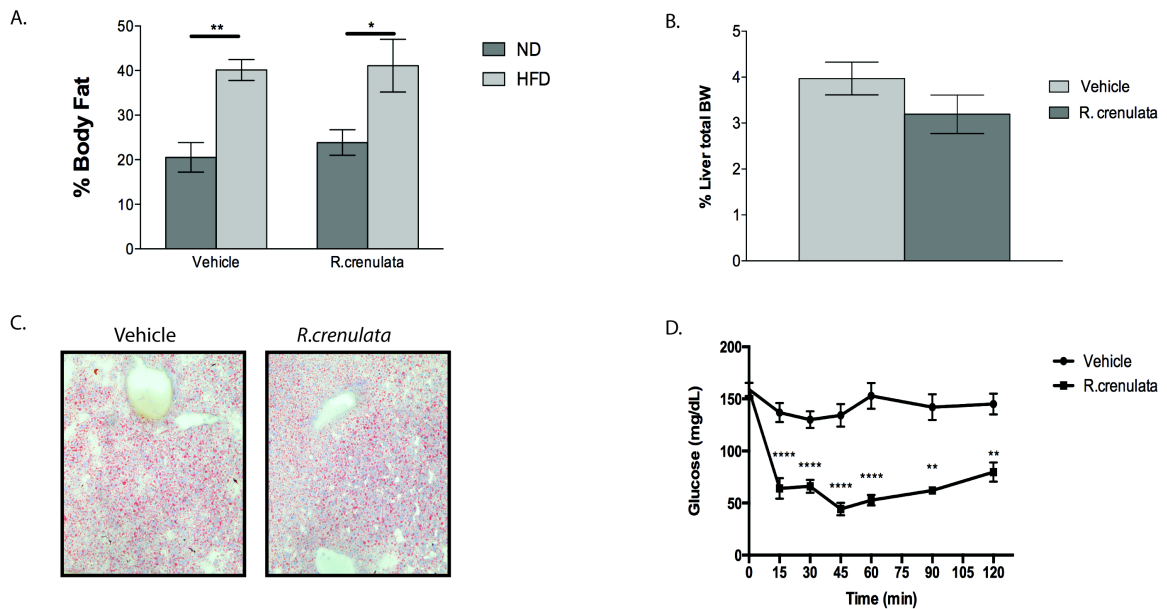 A.
50
40
30
20
10
0
% Body Fat
**
*
Vehicle
R.crenulata
ND
HFD
B.
5
4
3
2
1
0
% Liver total BW
Vehicle
R. crenulata
C.
Vehicle
R.crenulata
D.
200
150
100
50
0
Glucose (mg/dL)
****
****
****
****
**
**
0 15 30 45 60 75 90 105 120
Time (min)
Vehicle
R.crenulata